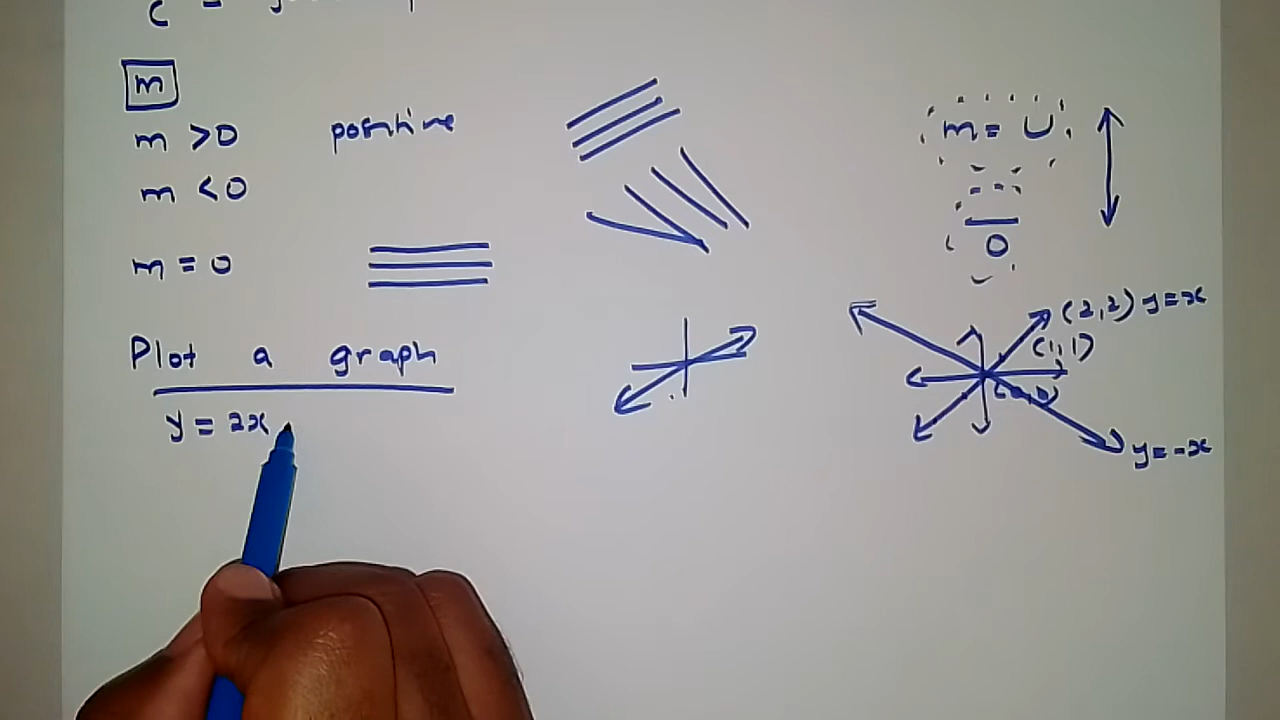 c =
m
m > 0 positive
m < 0
m = 0
m = U
0
Plot a graph
y = 2x
(2,2) y = x
(1,1)
(0,0)
y = -x